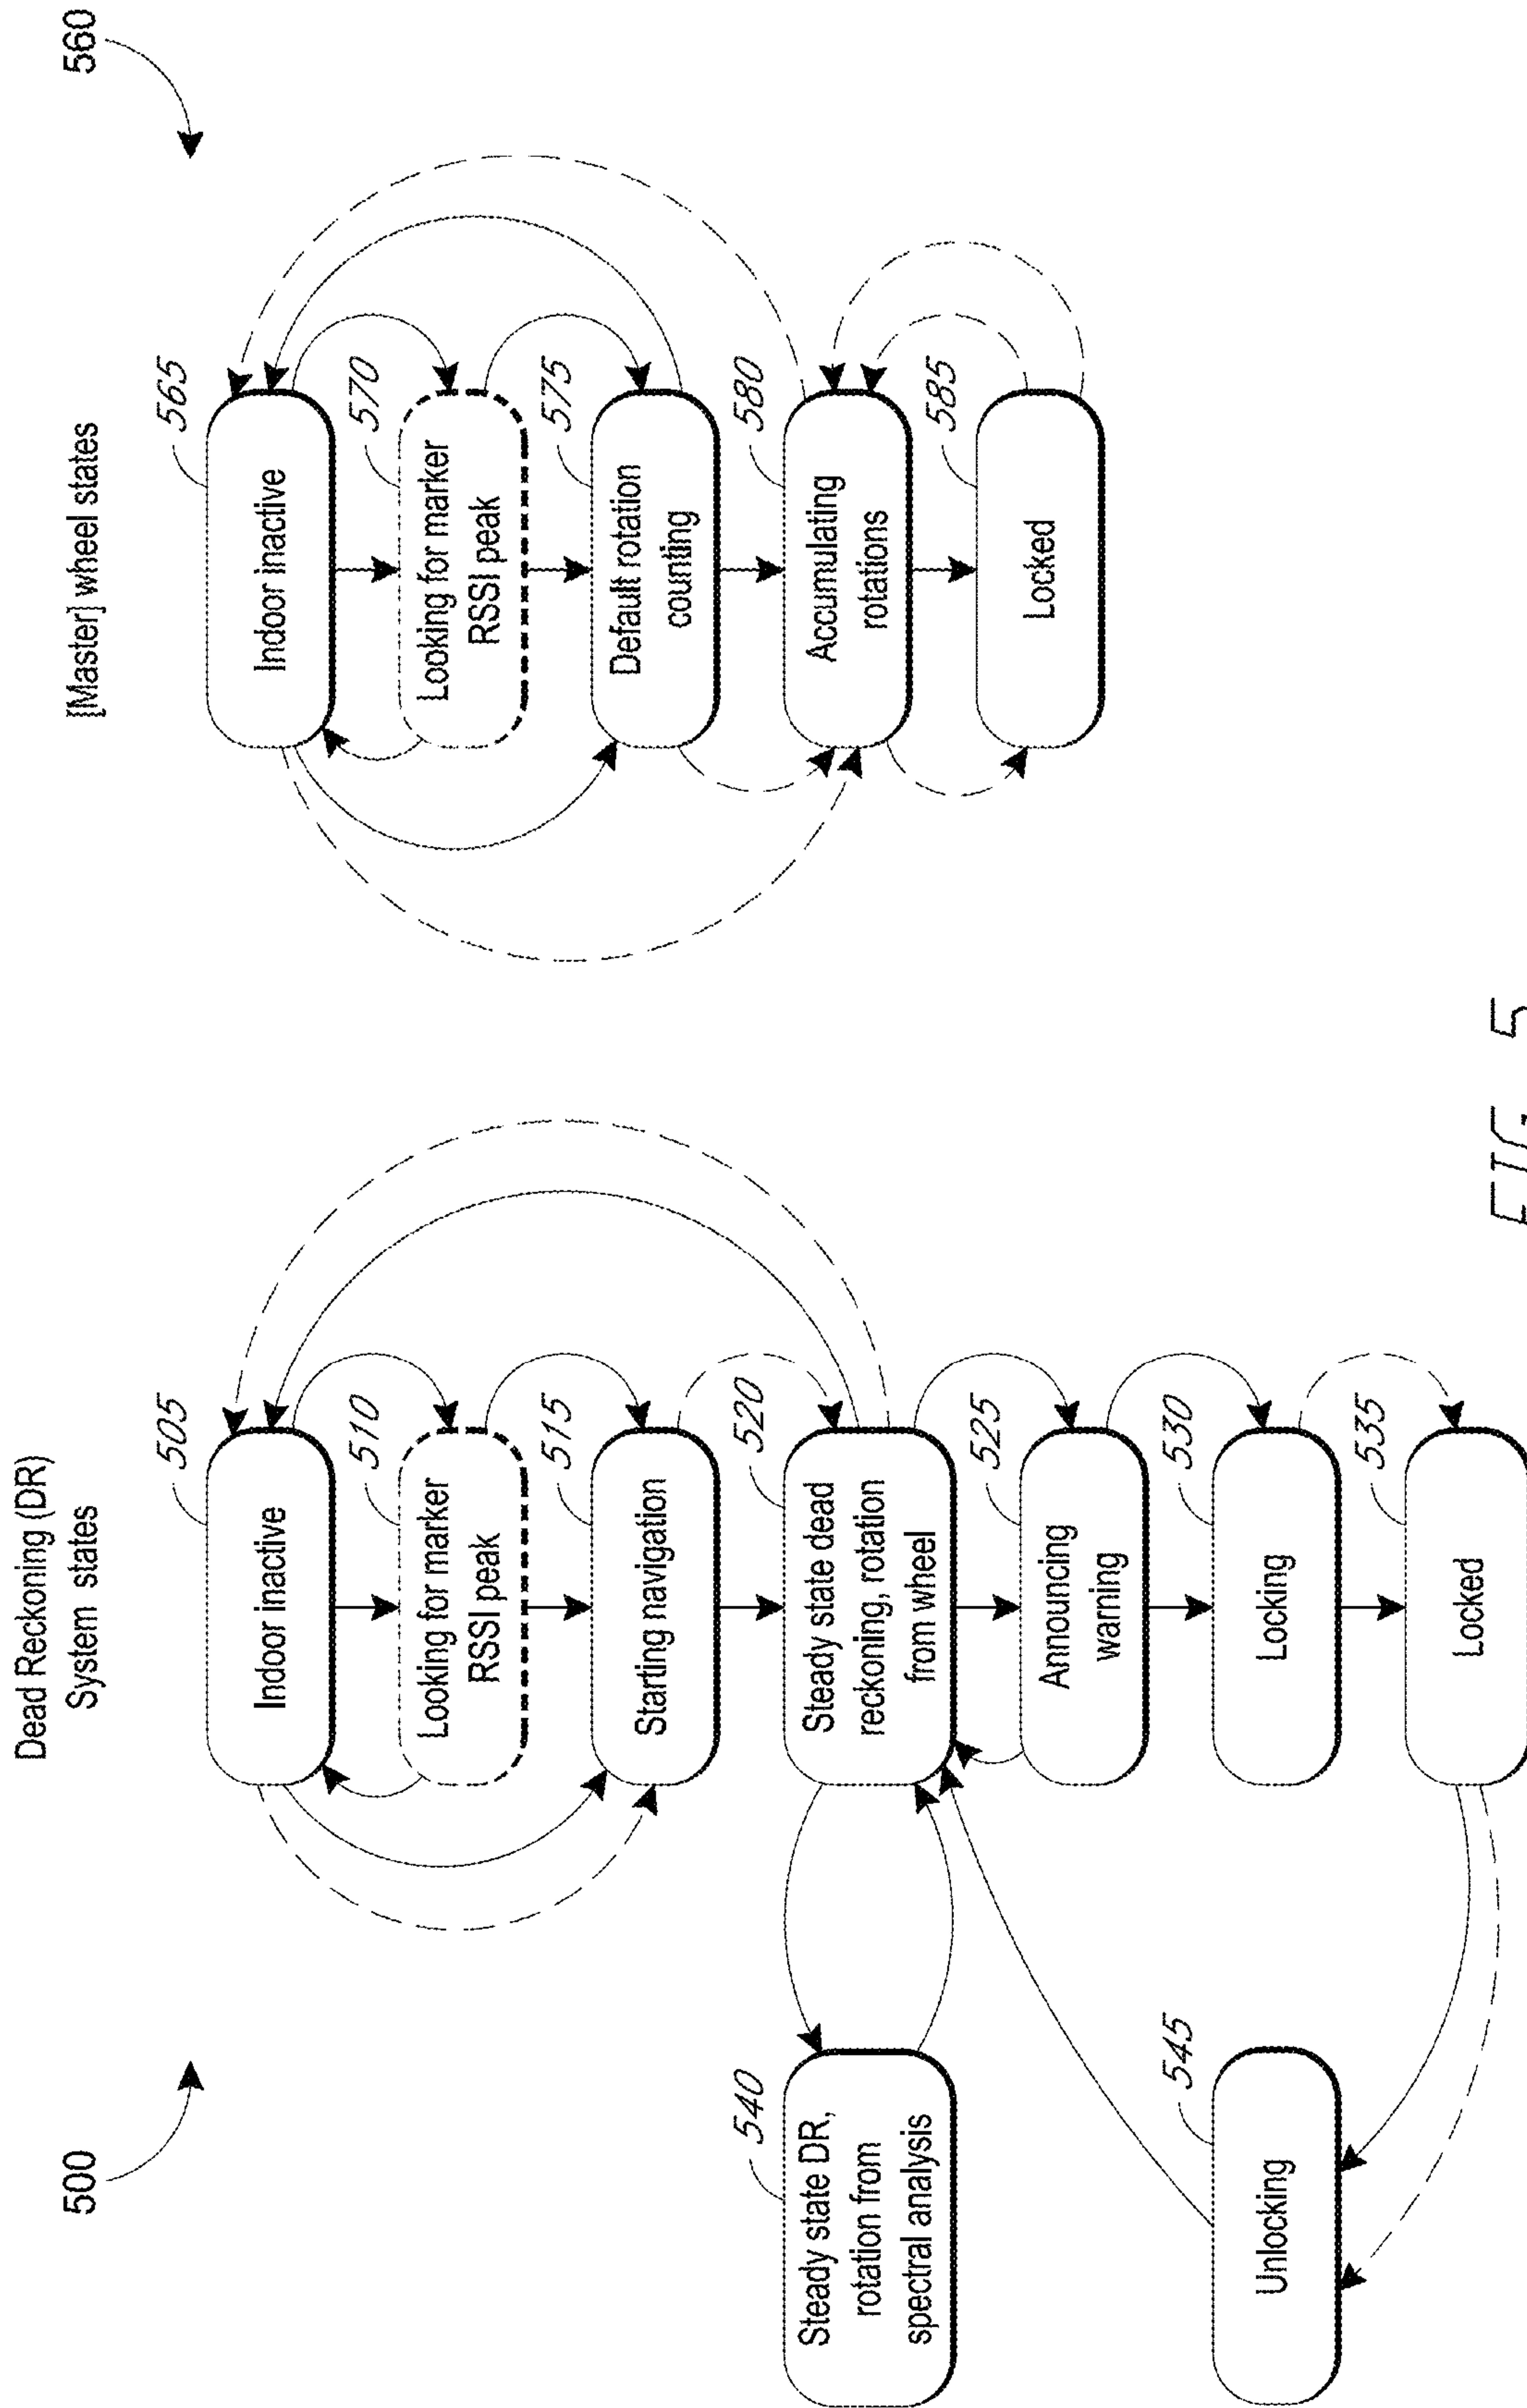 500
Dead Reckoning (DR)
System states
505
Indoor inactive
510
Looking for marker
RSSI peak
515
Starting navigation
520
Steady state dead
reckoning, rotation
from wheel
525
Announcing
warning
530
Locking
535
Locked
540
Steady state DR,
rotation from
spectral analysis
545
Unlocking
560
[Master] wheel states
565
Indoor inactive
570
Looking for marker
RSSI peak
575
Default rotation
counting
580
Accumulating
rotations
585
Locked
FIG. 5